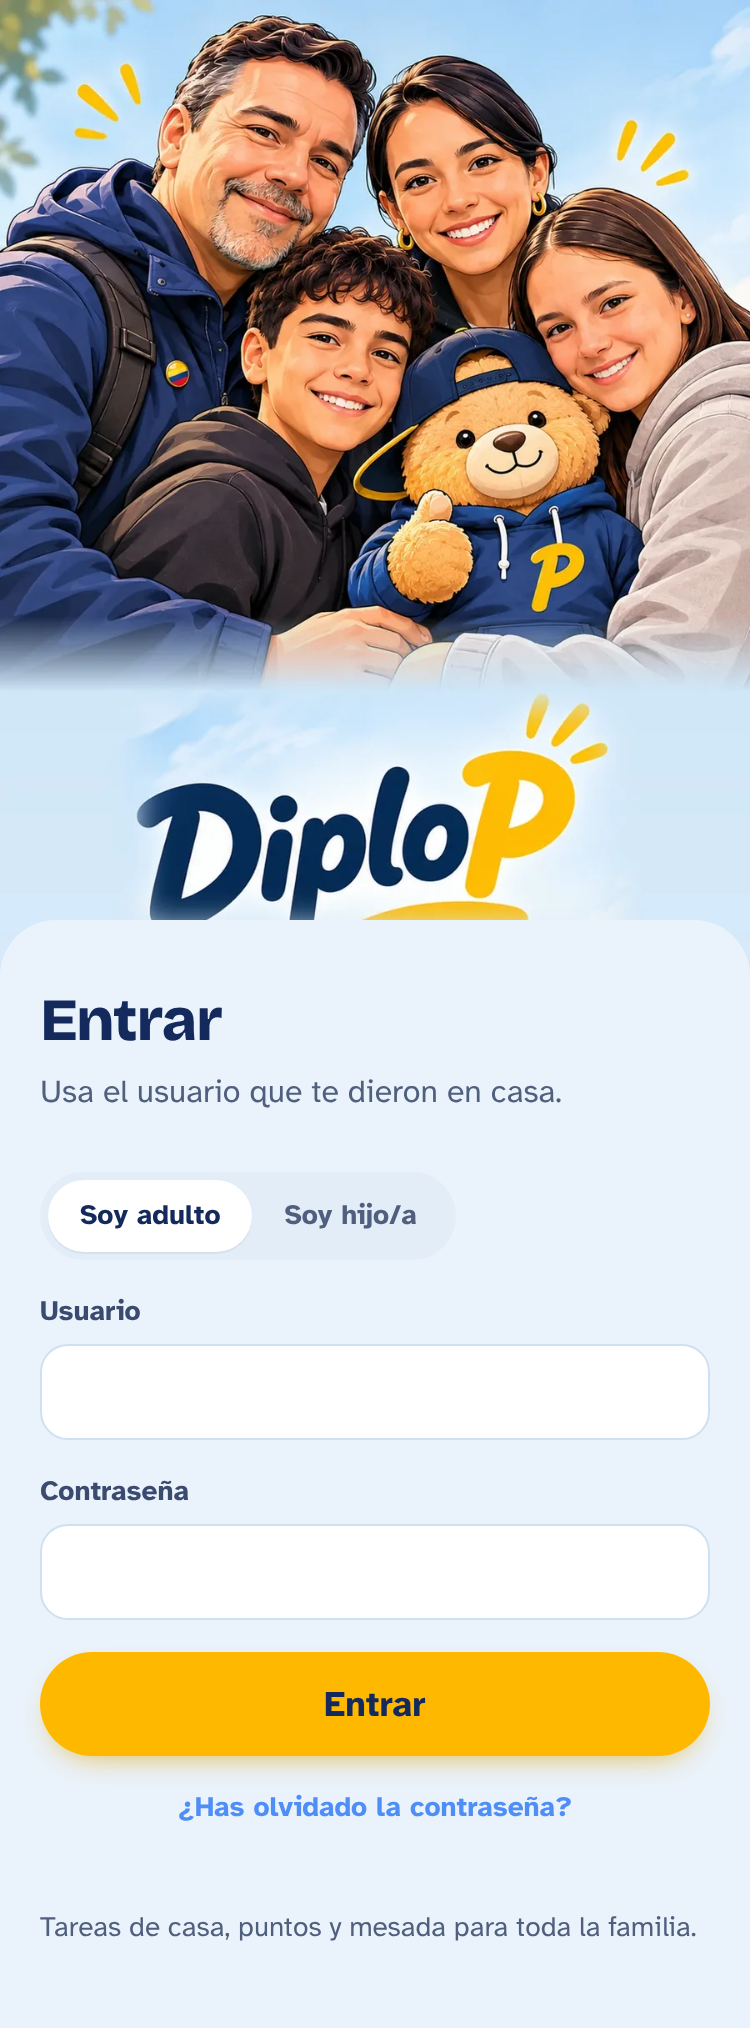 P
DiploP
Entrar
Usa el usuario que te dieron en casa.
Soy adulto
Soy hijo/a
Usuario
Contraseña
Entrar
¿Has olvidado la contraseña?
Tareas de casa, puntos y mesada para toda la familia.